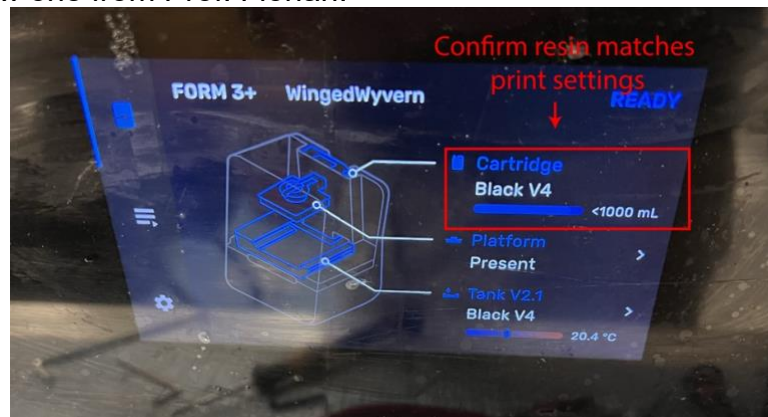 Confirm resin matches
print settings
FORM 3+ WingedWyvern READY
Cartridge
Black V4
<1000 mL
Platform
Present
Tank V2.1
Black V4
20.4 °C